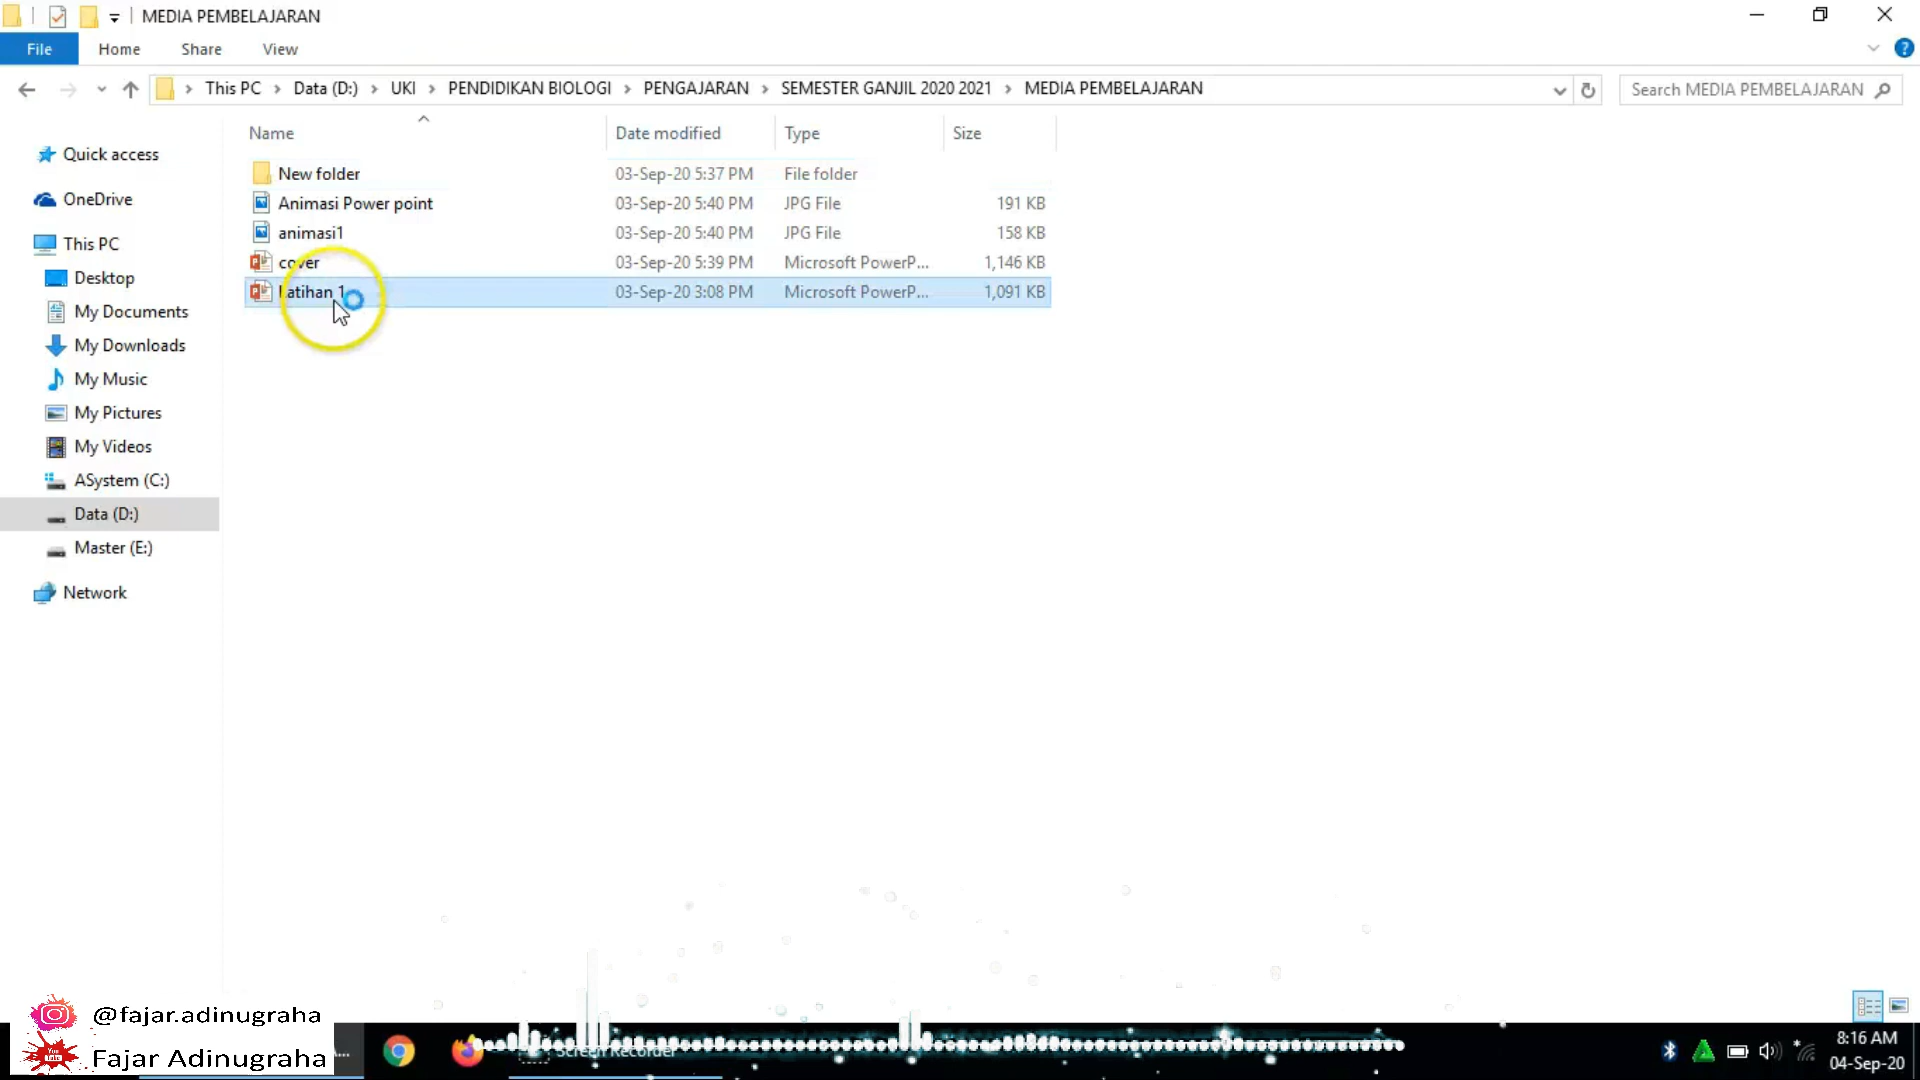 MEDIA PEMBELAJARAN
File Home Share View
This PC Data (D:) UKI PENDIDIKAN BIOLOGI PENGAJARAN SEMESTER GANJIL 2020 2021 MEDIA PEMBELAJARAN
Search MEDIA PEMBELAJARAN
Name Date modified Type Size
New folder 03-Sep-20 5:37 PM File folder
Animasi Power point 03-Sep-20 5:40 PM JPG File 191 KB
animasi1 03-Sep-20 5:40 PM JPG File 158 KB
cover 03-Sep-20 5:39 PM Microsoft PowerP... 1,146 KB
Latihan 1 03-Sep-20 3:08 PM Microsoft PowerP... 1,091 KB
Quick access
OneDrive
This PC
Desktop
My Documents
My Downloads
My Music
My Pictures
My Videos
ASystem (C:)
Data (D:)
Master (E:)
Network
@fajar.adinugraha
Fajar Adinugraha
Screen Recorder
8:16 AM
04-Sep-20